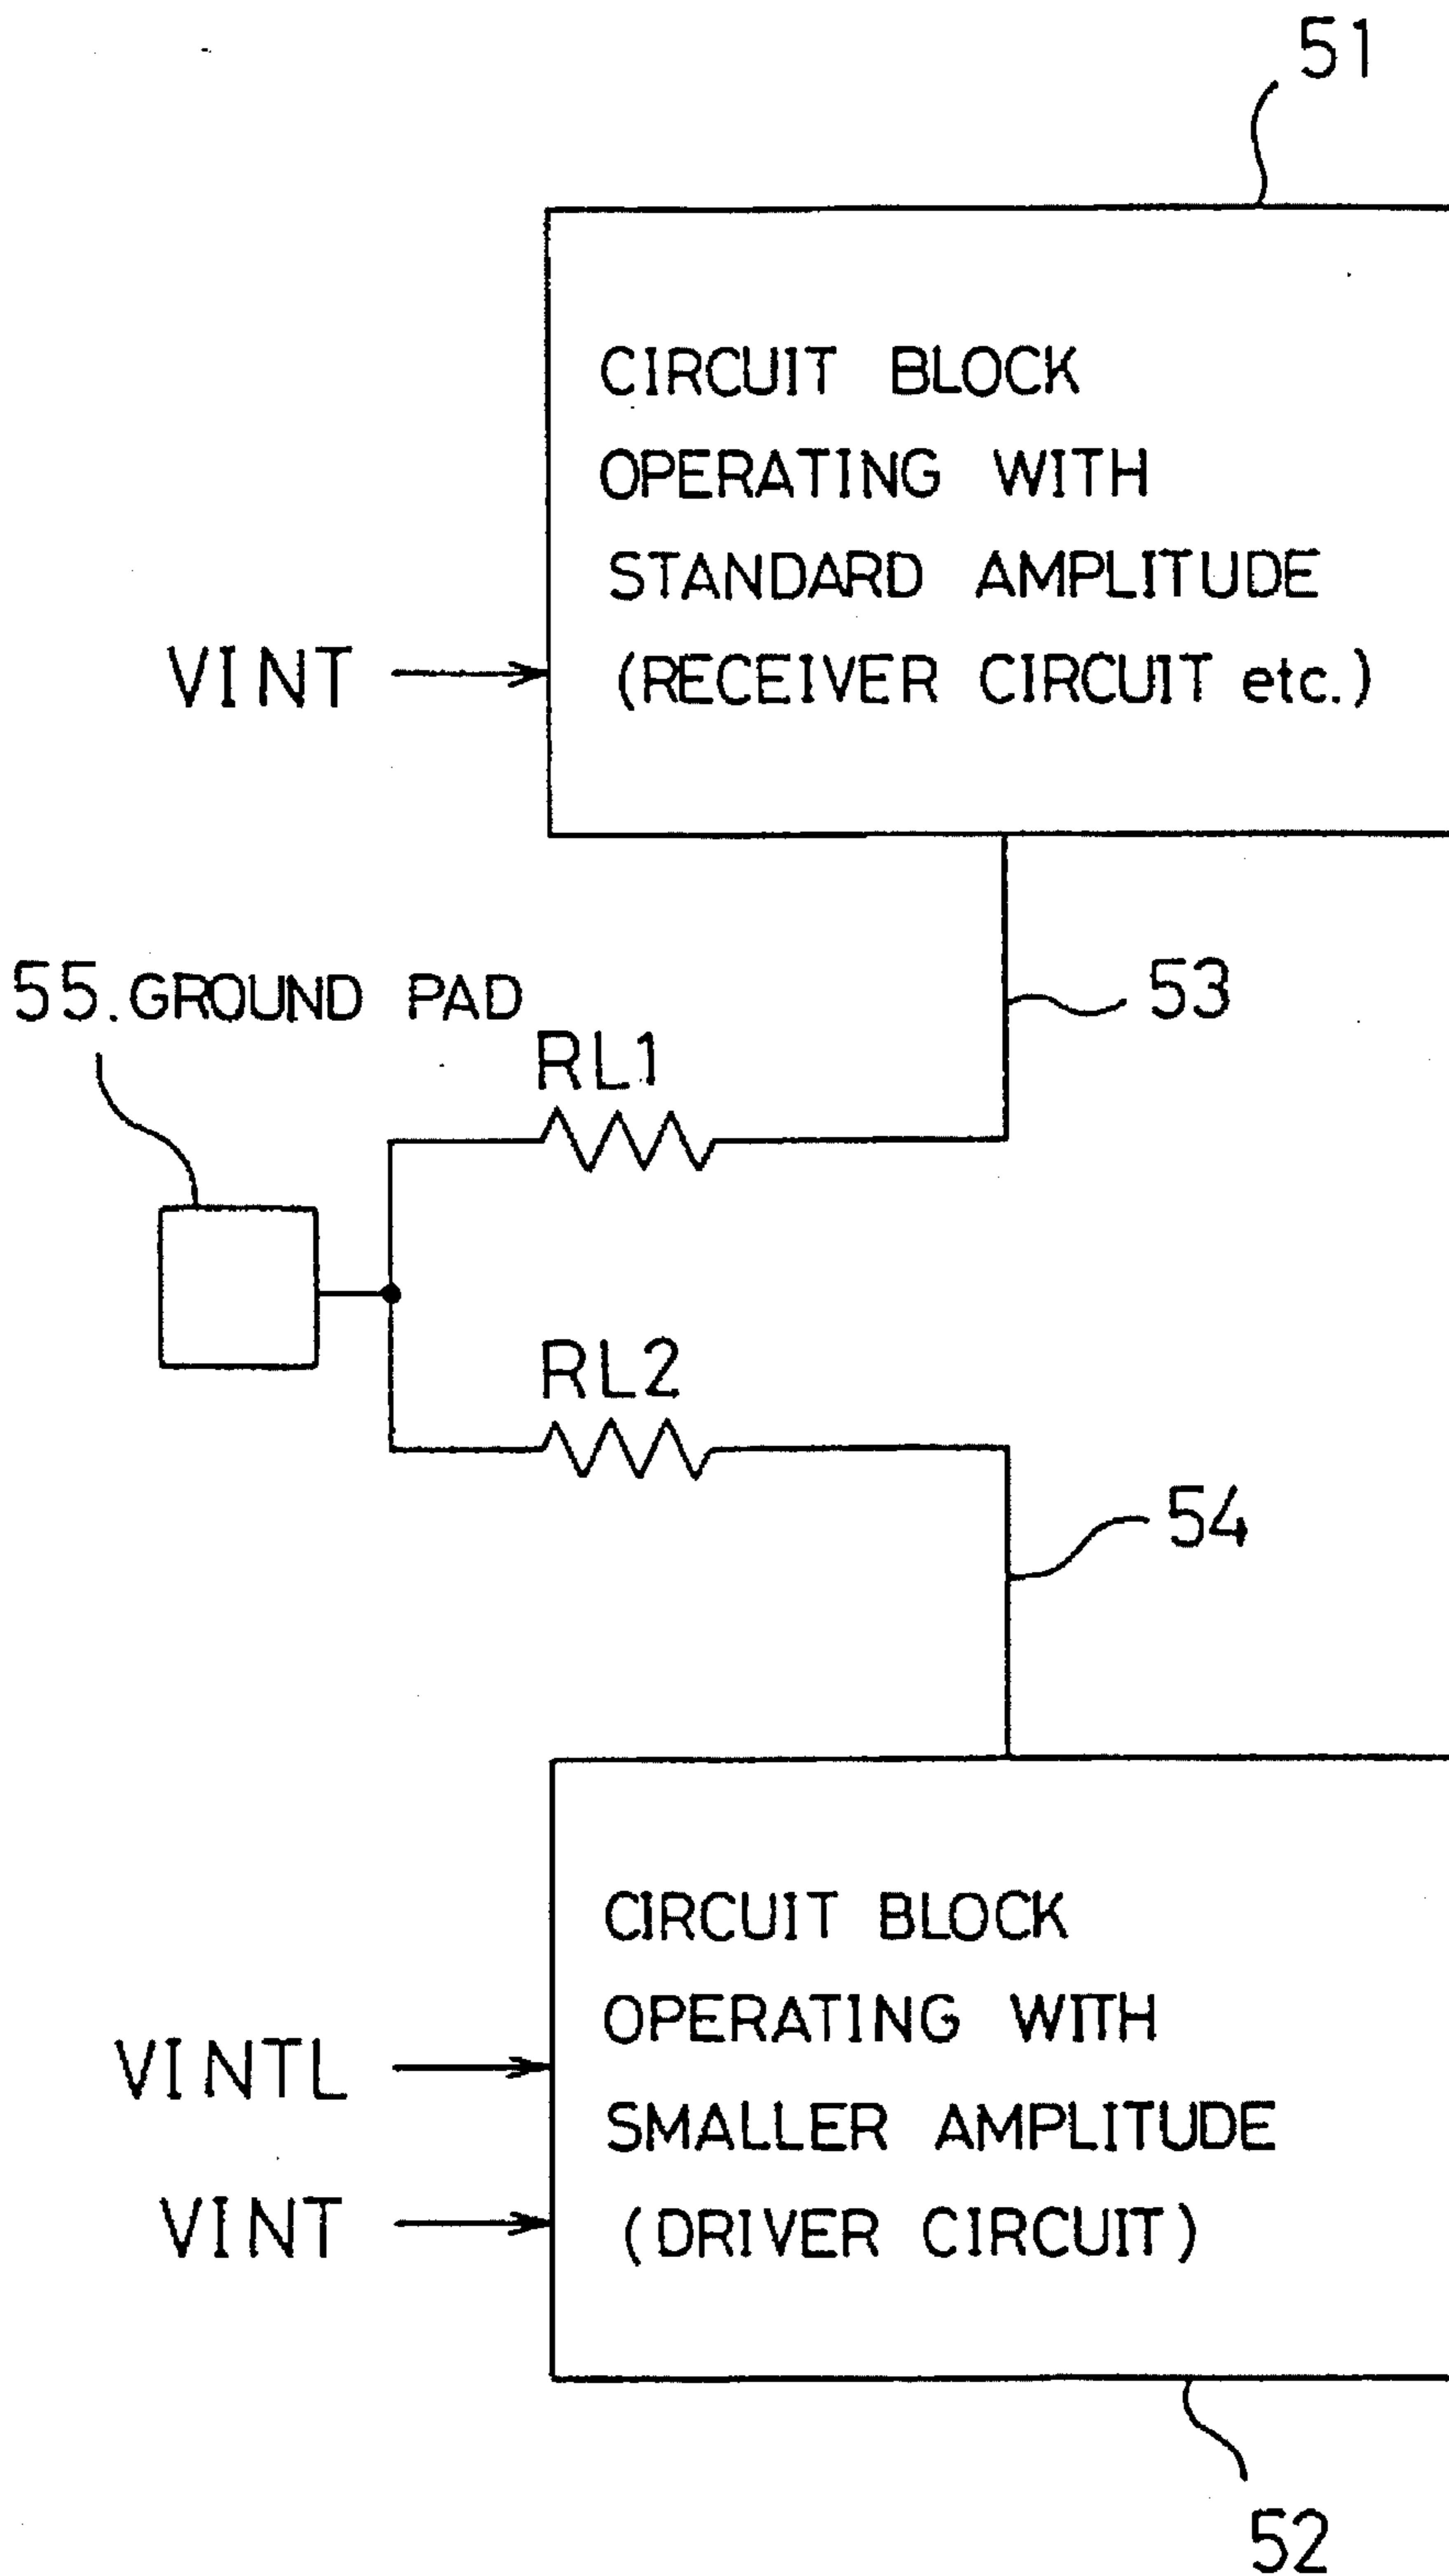 51
CIRCUIT BLOCK
OPERATING WITH
STANDARD AMPLITUDE
(RECEIVER CIRCUIT etc.)
VINT
53
55.GROUND PAD
RL1
RL2
54
CIRCUIT BLOCK
OPERATING WITH
SMALLER AMPLITUDE
(DRIVER CIRCUIT)
VINTL
VINT
52